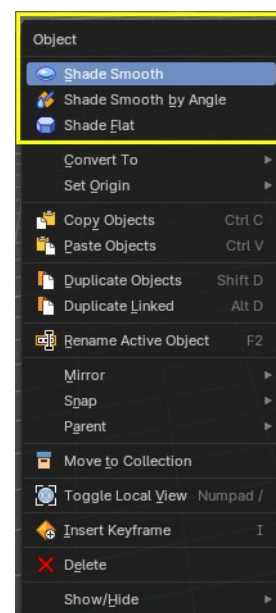 Object
Shade Smooth
Shade Smooth by Angle
Shade Flat
Convert To
Set Origin
Copy Objects Ctrl C
Paste Objects Ctrl V
Duplicate Objects Shift D
Duplicate Linked Alt D
Rename Active Object F2
Mirror
Snap
Parent
Move to Collection
Toggle Local View Numpad /
Insert Keyframe I
Delete
Show/Hide